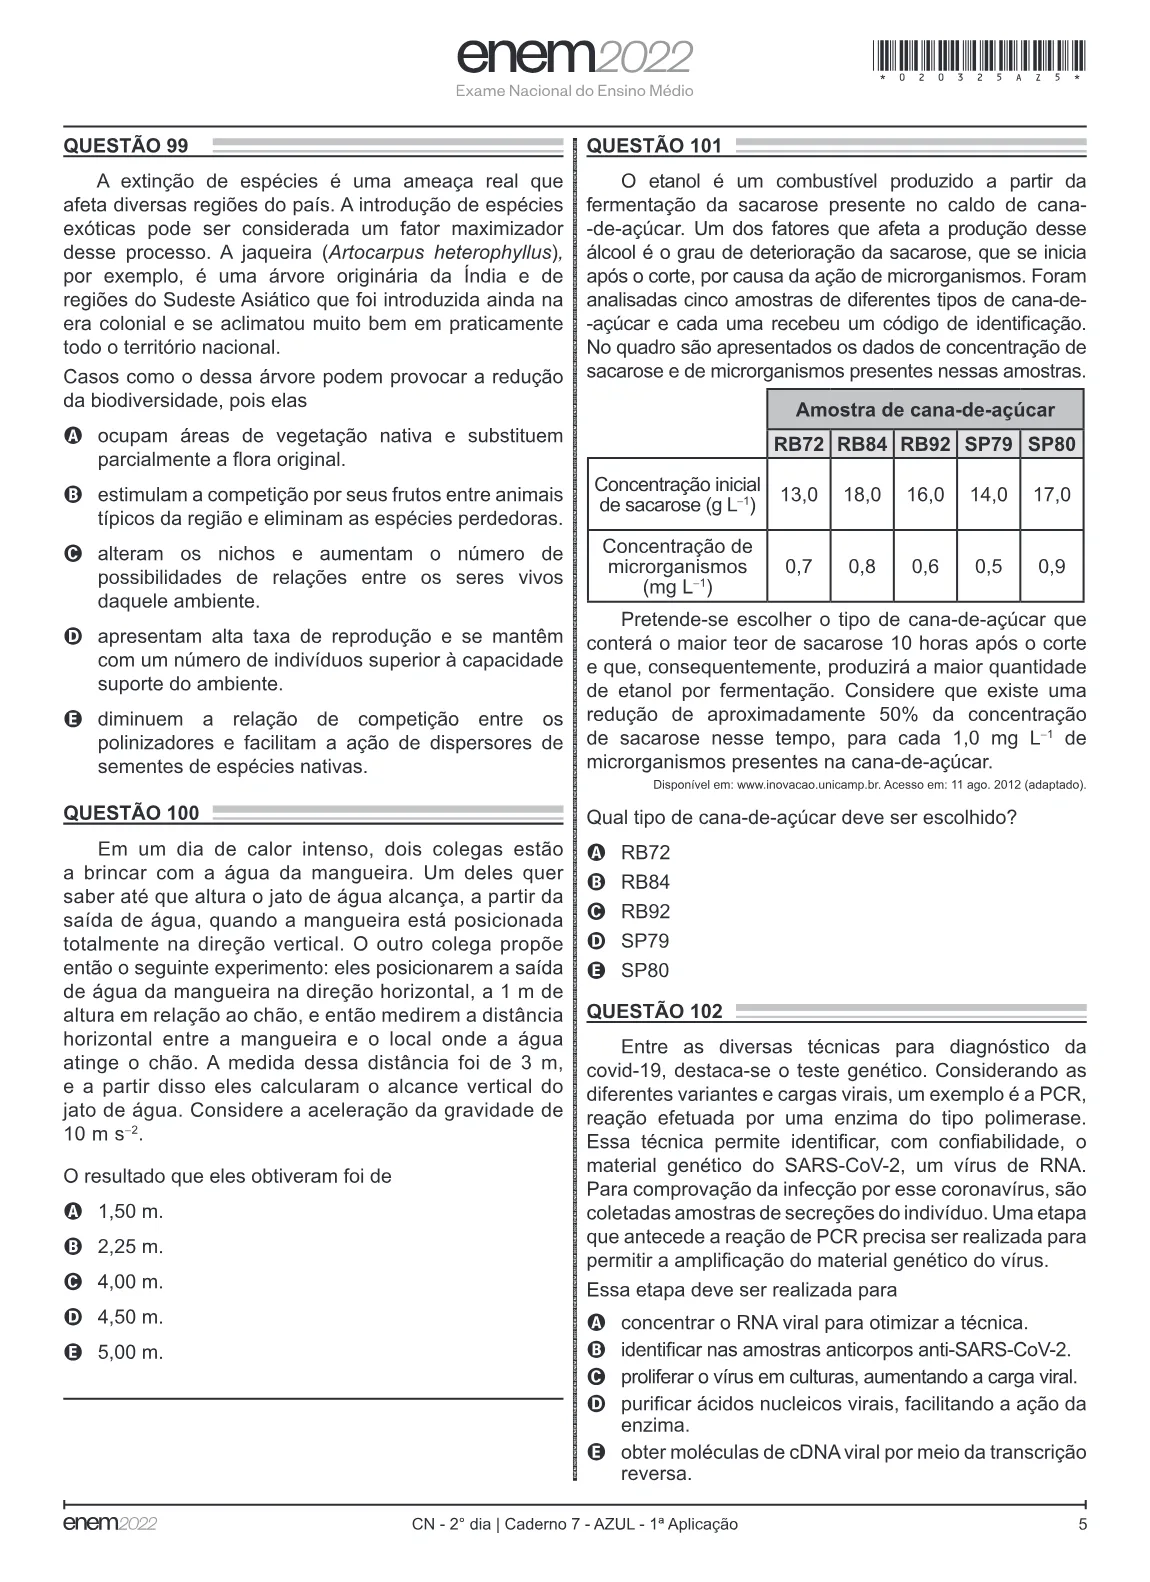 enem2022
Exame Nacional do Ensino Médio
*020325AZ5*
QUESTÃO 99
A extinção de espécies é uma ameaça real que
afeta diversas regiões do país. A introdução de espécies
exóticas pode ser considerada um fator maximizador
desse processo. A jaqueira (Artocarpus heterophyllus),
por exemplo, é uma árvore originária da Índia e de
regiões do Sudeste Asiático que foi introduzida ainda na
era colonial e se aclimatou muito bem em praticamente
todo o território nacional.
Casos como o dessa árvore podem provocar a redução
da biodiversidade, pois elas
A ocupam áreas de vegetação nativa e substituem
parcialmente a flora original.
B estimulam a competição por seus frutos entre animais
típicos da região e eliminam as espécies perdedoras.
C alteram os nichos e aumentam o número de
possibilidades de relações entre os seres vivos
daquele ambiente.
D apresentam alta taxa de reprodução e se mantêm
com um número de indivíduos superior à capacidade
suporte do ambiente.
E diminuem a relação de competição entre os
polinizadores e facilitam a ação de dispersores de
sementes de espécies nativas.
QUESTÃO 100
Em um dia de calor intenso, dois colegas estão
a brincar com a água da mangueira. Um deles quer
saber até que altura o jato de água alcança, a partir da
saída de água, quando a mangueira está posicionada
totalmente na direção vertical. O outro colega propõe
então o seguinte experimento: eles posicionarem a saída
de água da mangueira na direção horizontal, a 1 m de
altura em relação ao chão, e então medirem a distância
horizontal entre a mangueira e o local onde a água
atinge o chão. A medida dessa distância foi de 3 m,
e a partir disso eles calcularam o alcance vertical do
jato de água. Considere a aceleração da gravidade de
10 m s⁻².
O resultado que eles obtiveram foi de
A 1,50 m.
B 2,25 m.
C 4,00 m.
D 4,50 m.
E 5,00 m.
QUESTÃO 101
O etanol é um combustível produzido a partir da
fermentação da sacarose presente no caldo de cana-
-de-açúcar. Um dos fatores que afeta a produção desse
álcool é o grau de deterioração da sacarose, que se inicia
após o corte, por causa da ação de microrganismos. Foram
analisadas cinco amostras de diferentes tipos de cana-de-
-açúcar e cada uma recebeu um código de identificação.
No quadro são apresentados os dados de concentração de
sacarose e de microrganismos presentes nessas amostras.
Amostra de cana-de-açúcar
RB72 RB84 RB92 SP79 SP80
Concentração inicial
de sacarose (g L⁻¹) 13,0 18,0 16,0 14,0 17,0
Concentração de
microrganismos 0,7 0,8 0,6 0,5 0,9
(mg L⁻¹)
Pretende-se escolher o tipo de cana-de-açúcar que
conterá o maior teor de sacarose 10 horas após o corte
e que, consequentemente, produzirá a maior quantidade
de etanol por fermentação. Considere que existe uma
redução de aproximadamente 50% da concentração
de sacarose nesse tempo, para cada 1,0 mg L⁻¹ de
microrganismos presentes na cana-de-açúcar.
Disponível em: www.inovacao.unicamp.br. Acesso em: 11 ago. 2012 (adaptado).
Qual tipo de cana-de-açúcar deve ser escolhido?
A RB72
B RB84
C RB92
D SP79
E SP80
QUESTÃO 102
Entre as diversas técnicas para diagnóstico da
covid-19, destaca-se o teste genético. Considerando as
diferentes variantes e cargas virais, um exemplo é a PCR,
reação efetuada por uma enzima do tipo polimerase.
Essa técnica permite identificar, com confiabilidade, o
material genético do SARS-CoV-2, um vírus de RNA.
Para comprovação da infecção por esse coronavírus, são
coletadas amostras de secreções do indivíduo. Uma etapa
que antecede a reação de PCR precisa ser realizada para
permitir a amplificação do material genético do vírus.
Essa etapa deve ser realizada para
A concentrar o RNA viral para otimizar a técnica.
B identificar nas amostras anticorpos anti-SARS-CoV-2.
C proliferar o vírus em culturas, aumentando a carga viral.
D purificar ácidos nucleicos virais, facilitando a ação da
enzima.
E obter moléculas de cDNA viral por meio da transcrição
reversa.
enem2022
CN - 2° dia | Caderno 7 - AZUL - 1ª Aplicação
5